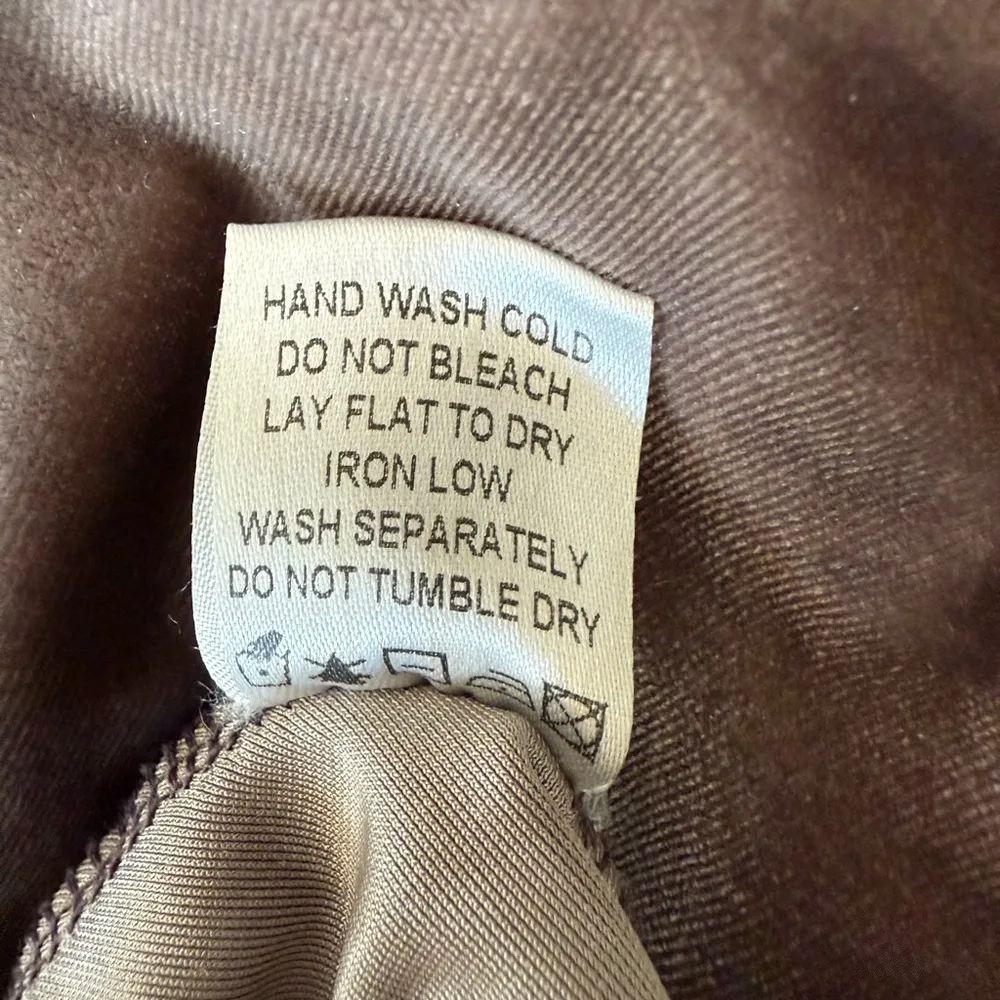 HAND WASH COLD
DO NOT BLEACH
LAY FLAT TO DRY
IRON LOW
WASH SEPARATELY
DO NOT TUMBLE DRY